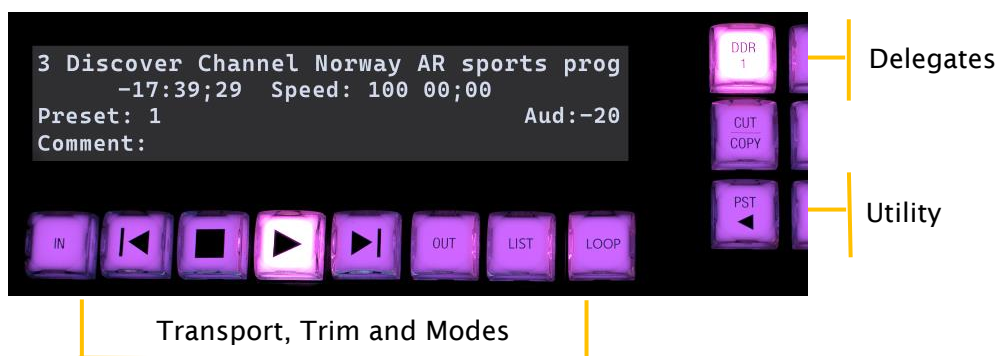 3 Discover Channel Norway AR sports prog
-17:39;29 Speed: 100 00;00
Preset: 1 Aud:-20
Comment:
DDR
1
Delegates
CUT
COPY
PST
Utility
IN
OUT
LIST
LOOP
Transport, Trim and Modes